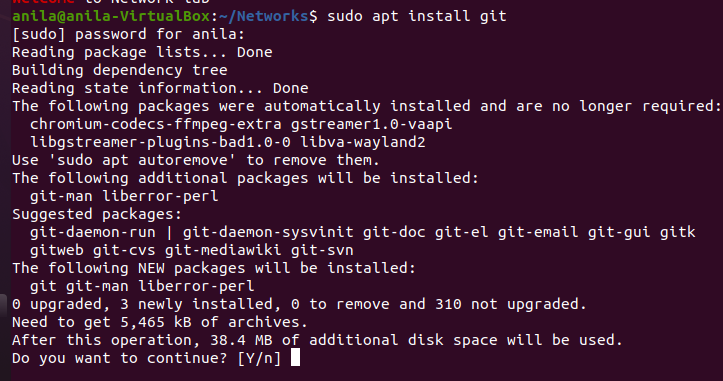 Welcome to Network lab
anila@anila-VirtualBox:~/Networks$ sudo apt install git
[sudo] password for anila:
Reading package lists... Done
Building dependency tree
Reading state information... Done
The following packages were automatically installed and are no longer required:
  chromium-codecs-ffmpeg-extra gstreamer1.0-vaapi
  libgstreamer-plugins-bad1.0-0 libva-wayland2
Use 'sudo apt autoremove' to remove them.
The following additional packages will be installed:
  git-man liberror-perl
Suggested packages:
  git-daemon-run | git-daemon-sysvinit git-doc git-el git-email git-gui gitk
  gitweb git-cvs git-mediawiki git-svn
The following NEW packages will be installed:
  git git-man liberror-perl
0 upgraded, 3 newly installed, 0 to remove and 310 not upgraded.
Need to get 5,465 kB of archives.
After this operation, 38.4 MB of additional disk space will be used.
Do you want to continue? [Y/n]